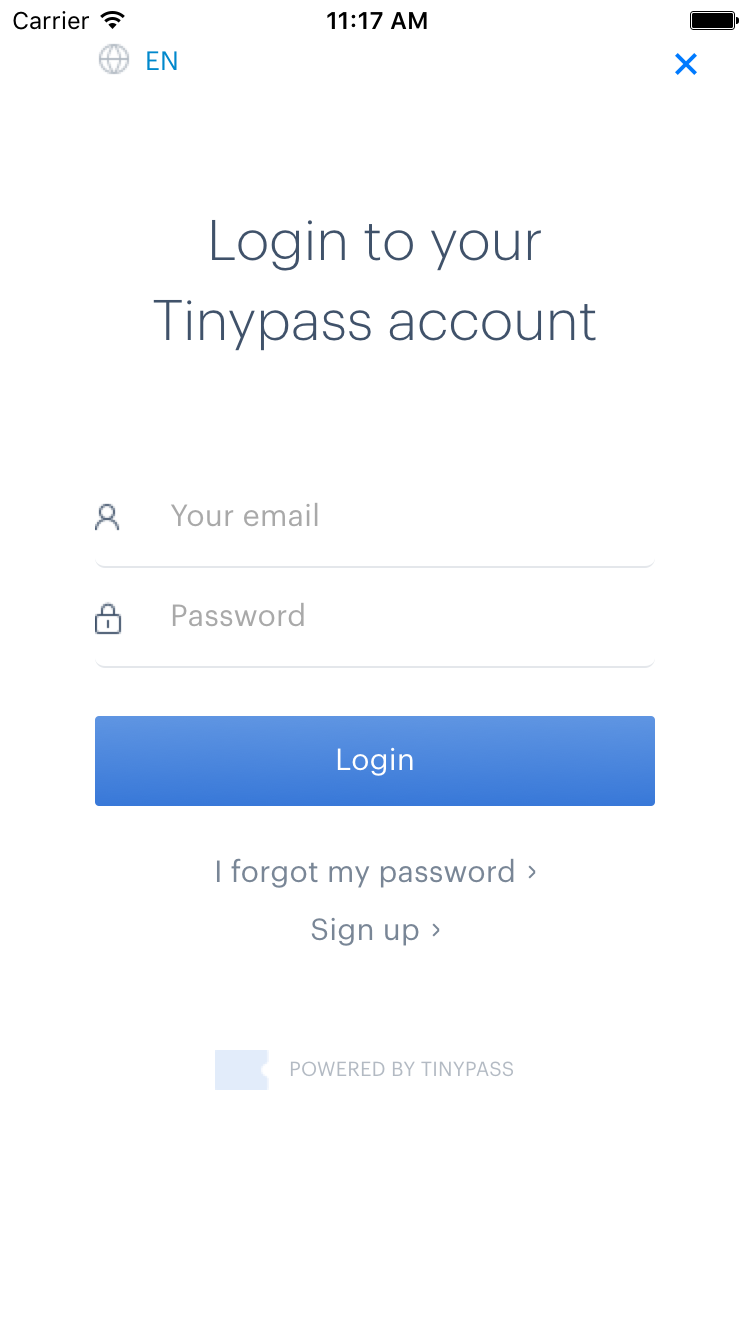 Carrier 11:17 AM
EN
Login to your
Tinypass account
Your email
Password
Login
I forgot my password ›
Sign up ›
POWERED BY TINYPASS